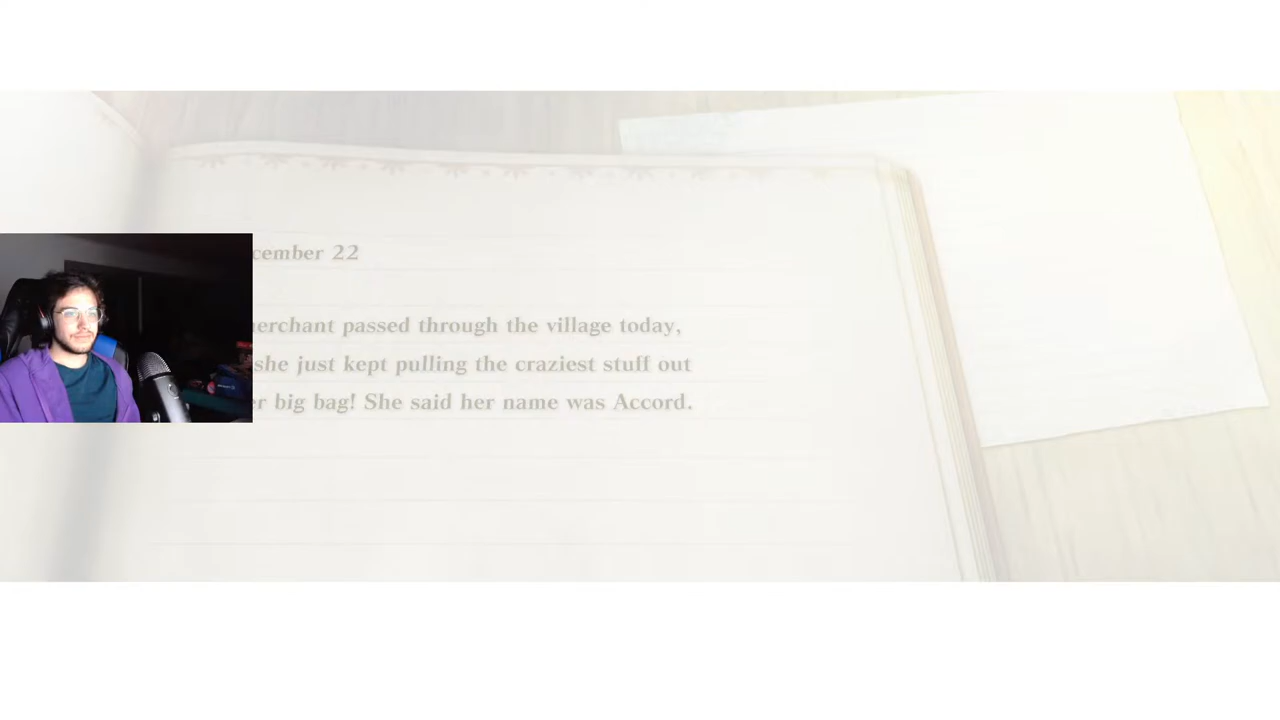 cember 22
erchant passed through the village today,
she just kept pulling the craziest stuff out
er big bag! She said her name was Accord.